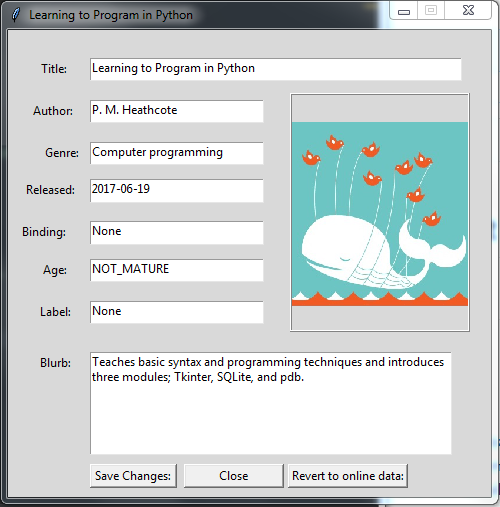 Learning to Program in Python
Title: Learning to Program in Python
Author: P. M. Heathcote
Genre: Computer programming
Released: 2017-06-19
Binding: None
Age: NOT_MATURE
Label: None
Blurb: Teaches basic syntax and programming techniques and introduces
three modules; Tkinter, SQLite, and pdb.
Save Changes: Close Revert to online data: